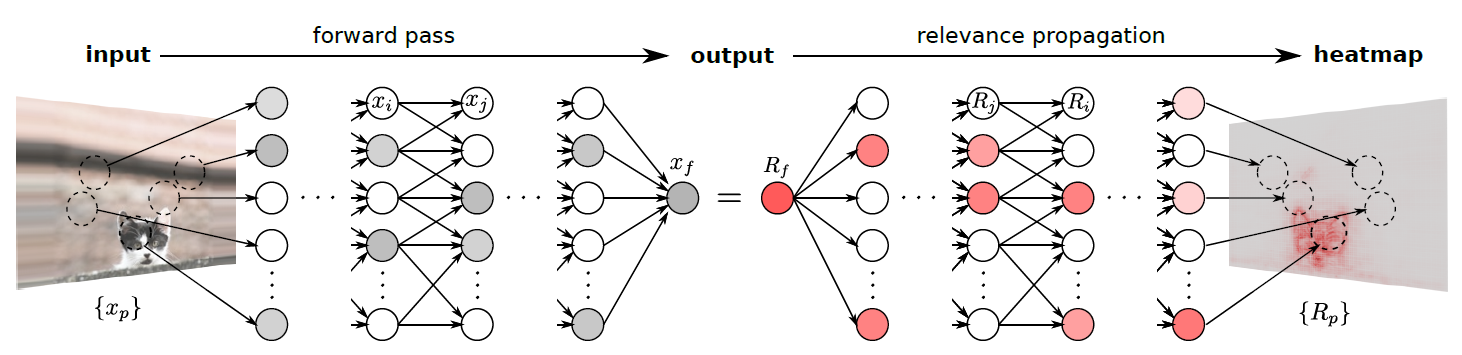 forward pass
relevance propagation
input
output
heatmap
x_i
x_j
R_j
R_i
x_f
R_f
. . .
. . .
=
. . .
. . .
{x_p}
{R_p}